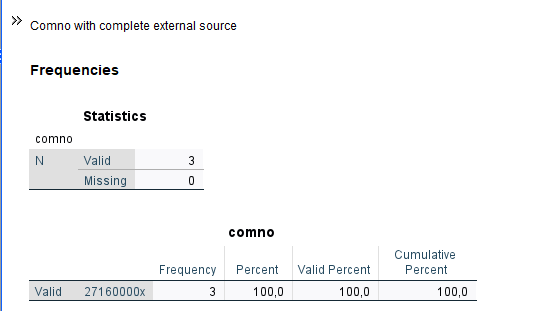 » Comno with complete external source
Frequencies
Statistics
comno
N Valid 3
Missing 0
comno
Frequency Percent Valid Percent Cumulative Percent
Valid 27160000x 3 100,0 100,0 100,0